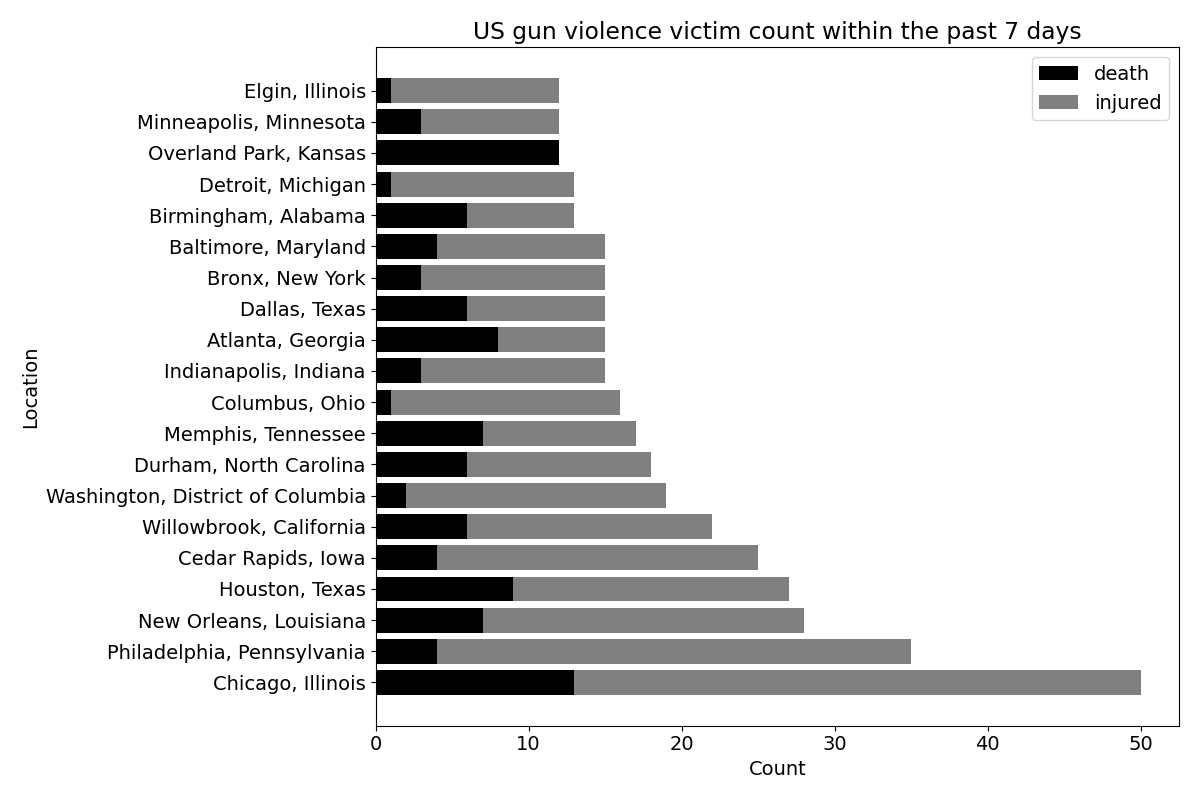 US gun violence victim count within the past 7 days
death
injured
Elgin, Illinois
Minneapolis, Minnesota
Overland Park, Kansas
Detroit, Michigan
Birmingham, Alabama
Baltimore, Maryland
Bronx, New York
Dallas, Texas
Atlanta, Georgia
Indianapolis, Indiana
Columbus, Ohio
Memphis, Tennessee
Durham, North Carolina
Washington, District of Columbia
Willowbrook, California
Cedar Rapids, Iowa
Houston, Texas
New Orleans, Louisiana
Philadelphia, Pennsylvania
Chicago, Illinois
Location
0 10 20 30 40 50
Count